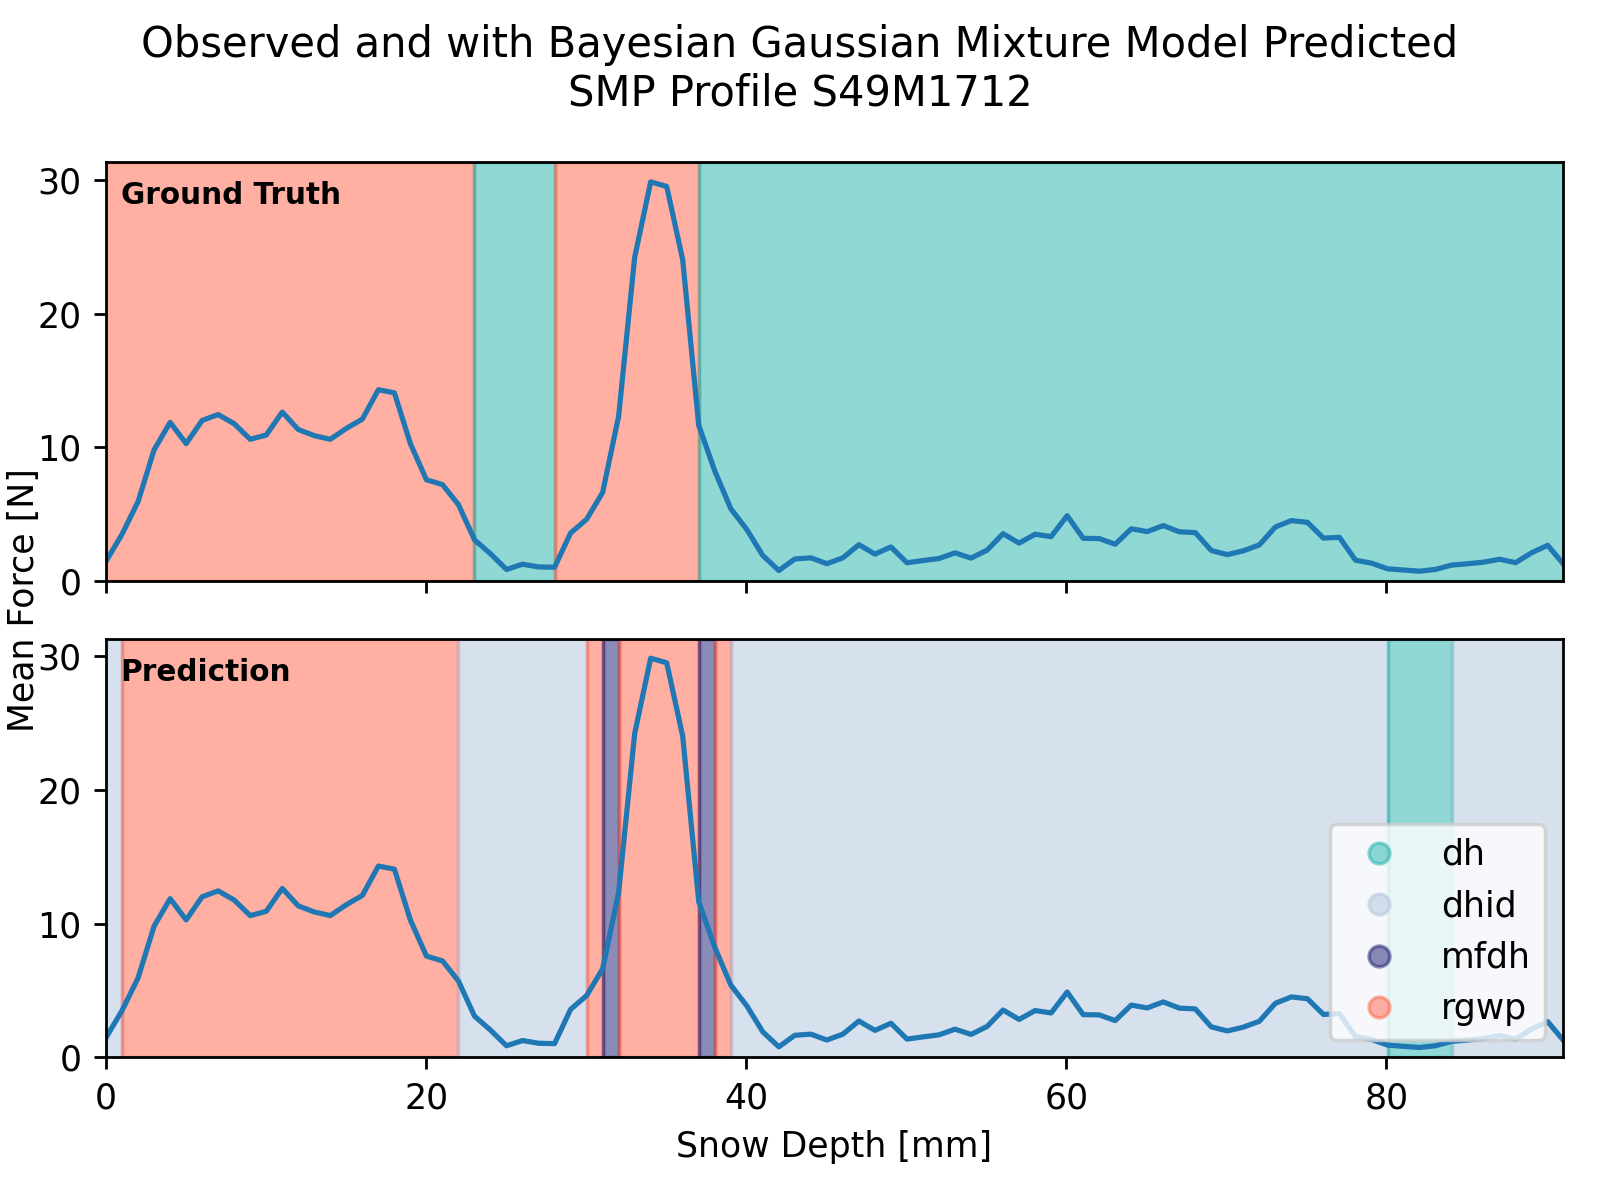 Observed and with Bayesian Gaussian Mixture Model Predicted
SMP Profile S49M1712
Mean Force [N]
30
20
10
0
Ground Truth
30
20
10
0
Prediction
dh
dhid
mfdh
rgwp
0 20 40 60 80
Snow Depth [mm]